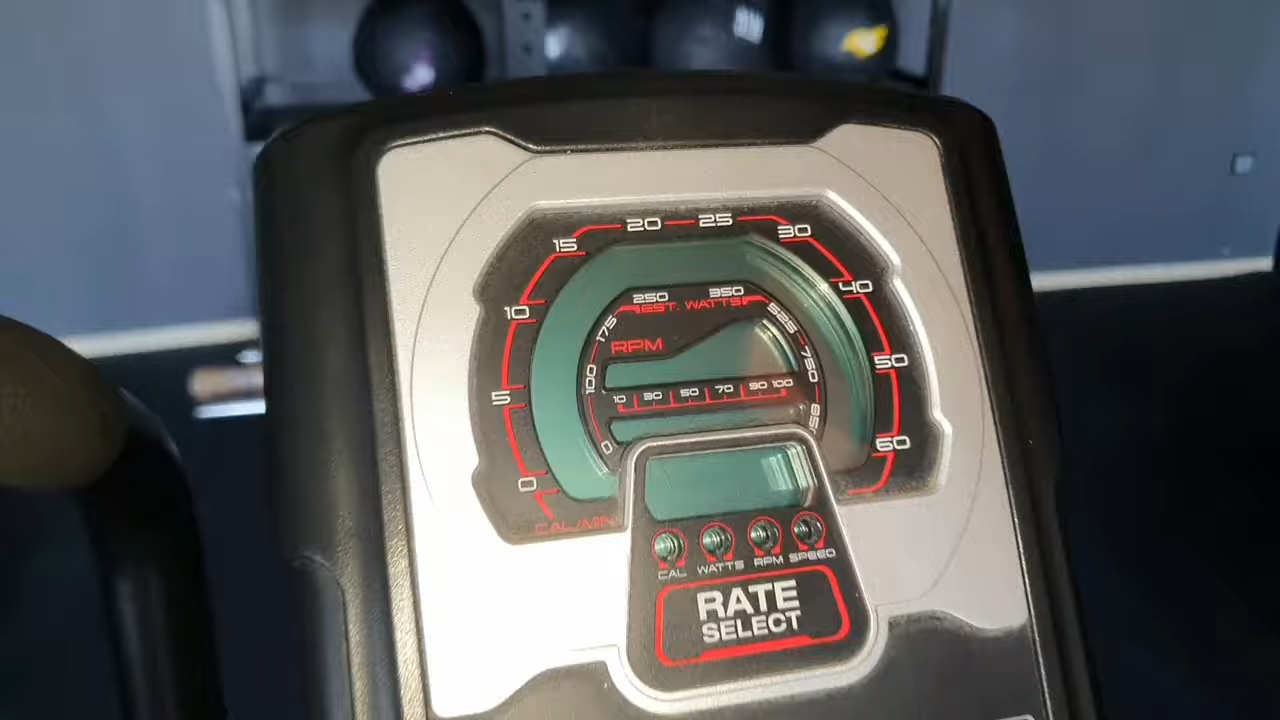 20 25
15 30
10 40
5 50
0 60
CAL/MIN
250 350
EST. WATTS
175 525
100 750
0
RPM
10 30 50 70 90 100
CAL WATTS RPM SPEED
RATE
SELECT